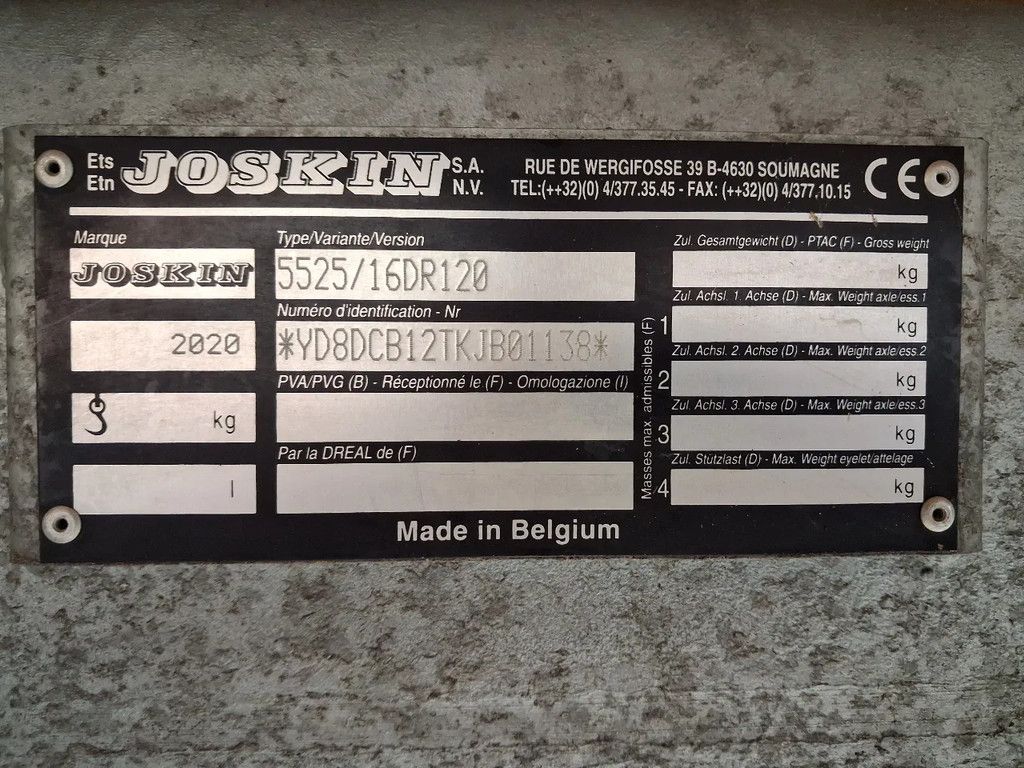 Ets JOSKIN S.A.
Etn N.V.
RUE DE WERGIFOSSE 39 B-4630 SOUMAGNE
TEL:(++32)(0) 4/377.35.45 - FAX: (++32)(0) 4/377.10.15
CE
Marque
JOSKIN
2020
kg
l
Type/Variante/Version
5525/16DR120
Numéro d'identification - Nr
*YD8DCB12TKJB01138*
PVA/PVG (B) - Réceptionné le (F) - Omologazione (I)
Par la DREAL de (F)
Masses max. admissibles (F)
Zul. Gesamtgewicht (D) - PTAC (F) - Gross weight
kg
Zul. Achsl. 1. Achse (D) - Max. Weight axle/ess.1
1 kg
Zul. Achsl. 2. Achse (D) - Max. Weight axle/ess.2
2 kg
Zul. Achsl. 3. Achse (D) - Max. Weight axle/ess.3
3 kg
Zul. Stützlast (D) - Max. Weight eyelet/attelage
4 kg
Made in Belgium